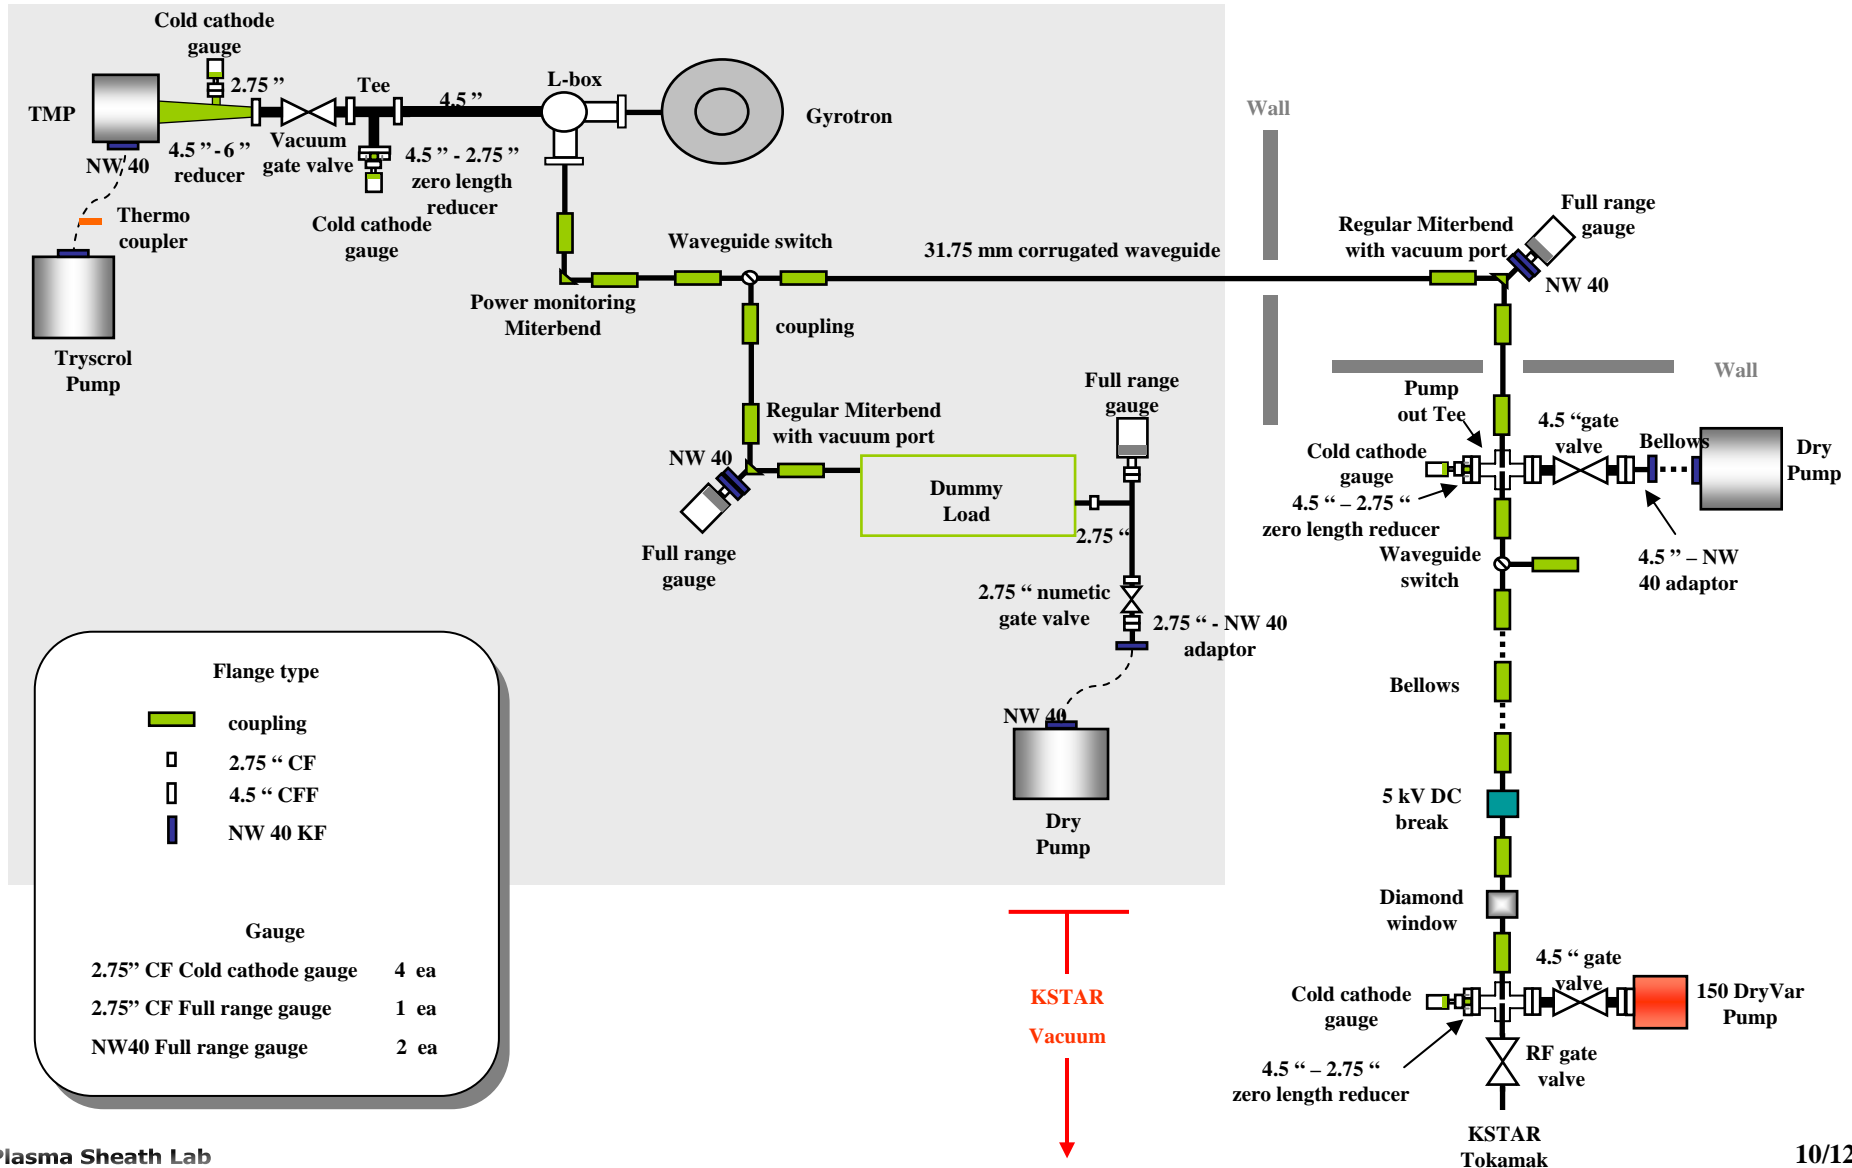 Cold cathode
gauge
2.75 ”
Tee
4.5 ”
L-box
TMP
Gyrotron
NW 40
4.5 ” - 6 ”
reducer
Vacuum
gate valve
4.5 ” - 2.75 ”
zero length
reducer
Thermo
coupler
Cold cathode
gauge
Tryscrol
Pump
Waveguide switch
31.75 mm corrugated waveguide
Power monitoring
Miterbend
coupling
Wall
Regular Miterbend
with vacuum port
Full range
gauge
NW 40
Wall
Regular Miterbend
with vacuum port
NW 40
Full range
gauge
Full range
gauge
Dummy
Load
2.75 “
2.75 “ numetic
gate valve
2.75 “ - NW 40
adaptor
NW 40
Dry
Pump
Pump
out Tee
Cold cathode
gauge
4.5 “ – 2.75 “
zero length reducer
4.5 “gate
valve
Bellows
Dry
Pump
4.5 ” – NW
40 adaptor
Waveguide
switch
Bellows
5 kV DC
break
Diamond
window
4.5 “ gate
valve
Cold cathode
gauge
150 DryVar
Pump
4.5 “ – 2.75 “
zero length reducer
RF gate
valve
KSTAR
Tokamak
KSTAR
Vacuum
Flange type
coupling
2.75 “ CF
4.5 “ CFF
NW 40 KF
Gauge
2.75” CF Cold cathode gauge 4 ea
2.75” CF Full range gauge 1 ea
NW40 Full range gauge 2 ea
Plasma Sheath Lab
10/12